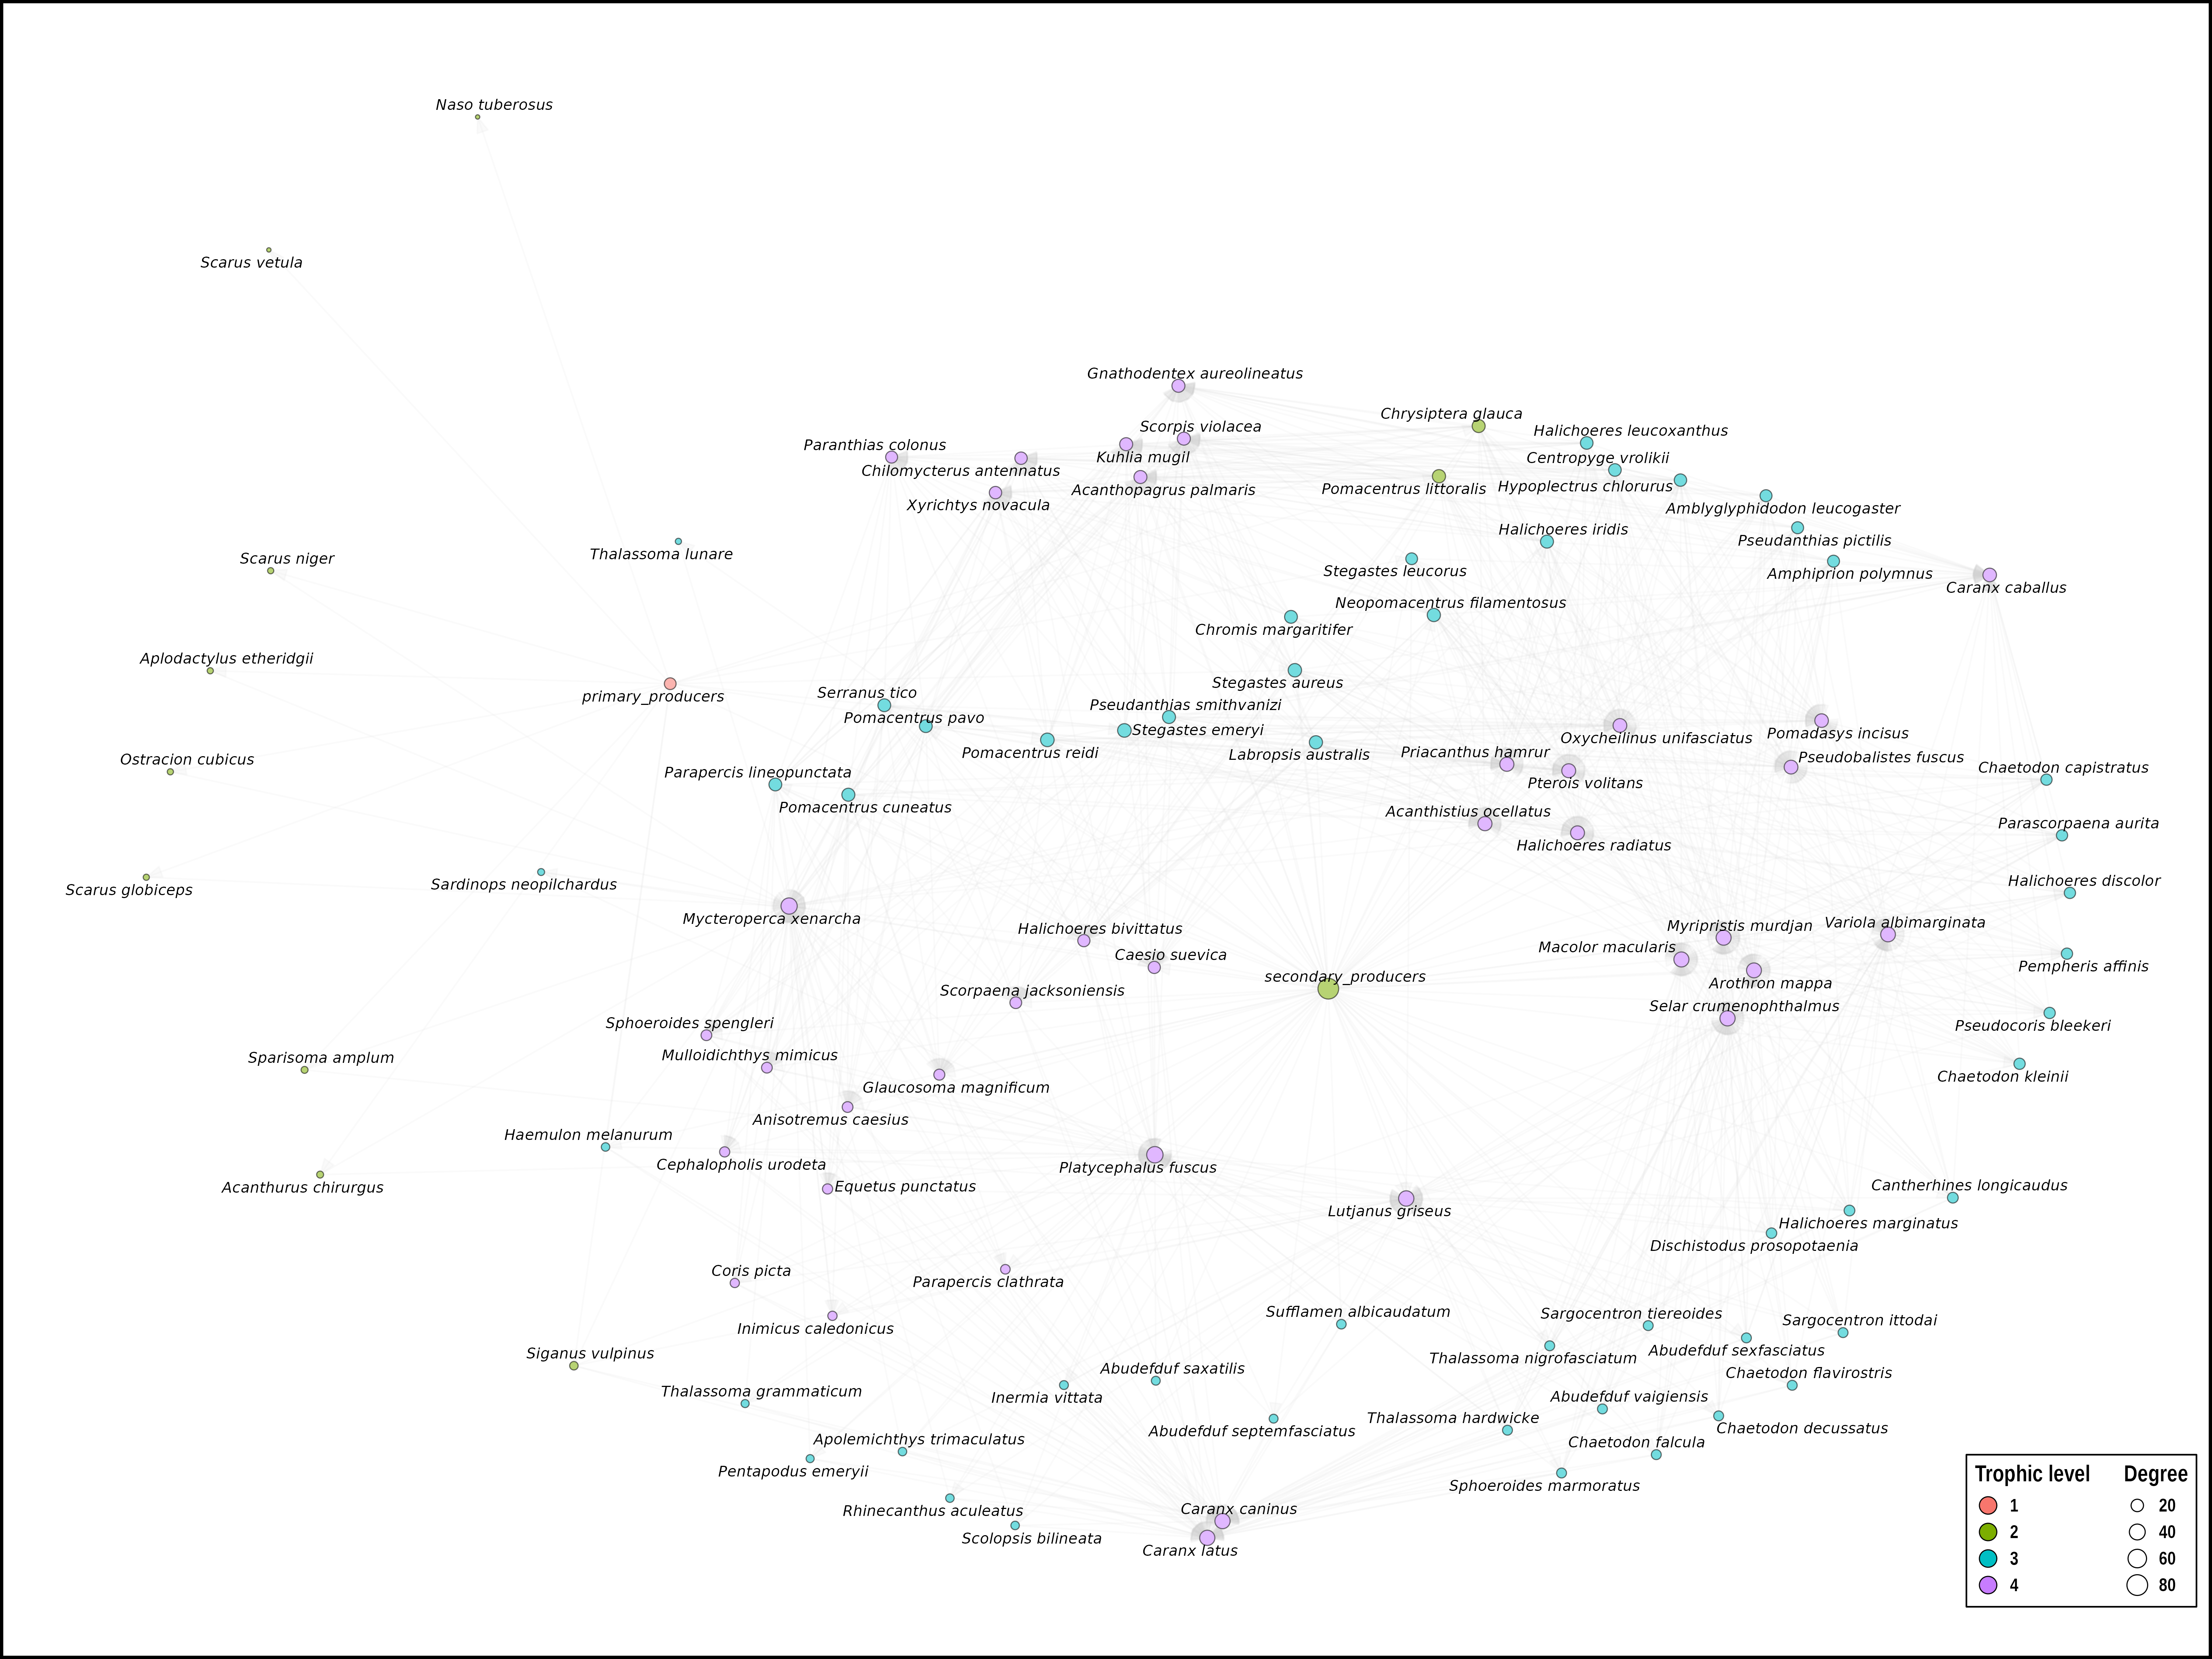 Naso tuberosus
Scarus vetula
Gnathodentex aureolineatus
Chrysiptera glauca
Scorpis violacea
Halichoeres leucoxanthus
Paranthias colonus
Kuhlia mugil
Centropyge vrolikii
Chilomycterus antennatus
Hypoplectrus chlorurus
Pomacentrus littoralis
Acanthopagrus palmaris
Xyrichtys novacula
Amblyglyphidodon leucogaster
Halichoeres iridis
Pseudanthias pictilis
Thalassoma lunare
Scarus niger
Stegastes leucorus
Amphiprion polymnus
Caranx caballus
Neopomacentrus filamentosus
Chromis margaritifer
Aplodactylus etheridgii
Stegastes aureus
Serranus tico
primary_producers
Pseudanthias smithvanizi
Pomacentrus pavo
Stegastes emeryi
Pomadasys incisus
Oxycheilinus unifasciatus
Pomacentrus reidi
Labropsis australis
Priacanthus hamrur
Pseudobalistes fuscus
Ostracion cubicus
Chaetodon capistratus
Parapercis lineopunctata
Pterois volitans
Pomacentrus cuneatus
Acanthistius ocellatus
Parascorpaena aurita
Halichoeres radiatus
Halichoeres discolor
Sardinops neopilchardus
Scarus globiceps
Mycteroperca xenarcha
Variola albimarginata
Myripristis murdjan
Halichoeres bivittatus
Macolor macularis
Caesio suevica
Pempheris affinis
secondary_producers
Arothron mappa
Scorpaena jacksoniensis
Selar crumenophthalmus
Sphoeroides spengleri
Pseudocoris bleekeri
Mulloidichthys mimicus
Sparisoma amplum
Chaetodon kleinii
Glaucosoma magnificum
Anisotremus caesius
Haemulon melanurum
Cephalopholis urodeta
Platycephalus fuscus
Cantherhines longicaudus
Acanthurus chirurgus
Equetus punctatus
Lutjanus griseus
Halichoeres marginatus
Dischistodus prosopotaenia
Coris picta
Parapercis clathrata
Sufflamen albicaudatum
Sargocentron tiereoides
Sargocentron ittodai
Inimicus caledonicus
Abudefduf sexfasciatus
Siganus vulpinus
Thalassoma nigrofasciatum
Abudefduf saxatilis
Chaetodon flavirostris
Thalassoma grammaticum
Inermia vittata
Abudefduf vaigiensis
Thalassoma hardwicke
Abudefduf septemfasciatus
Chaetodon decussatus
Apolemichthys trimaculatus
Chaetodon falcula
Pentapodus emeryii
Sphoeroides marmoratus
Rhinecanthus aculeatus
Caranx caninus
Scolopsis bilineata
Caranx latus
Trophic level Degree
1 20
2 40
3 60
4 80